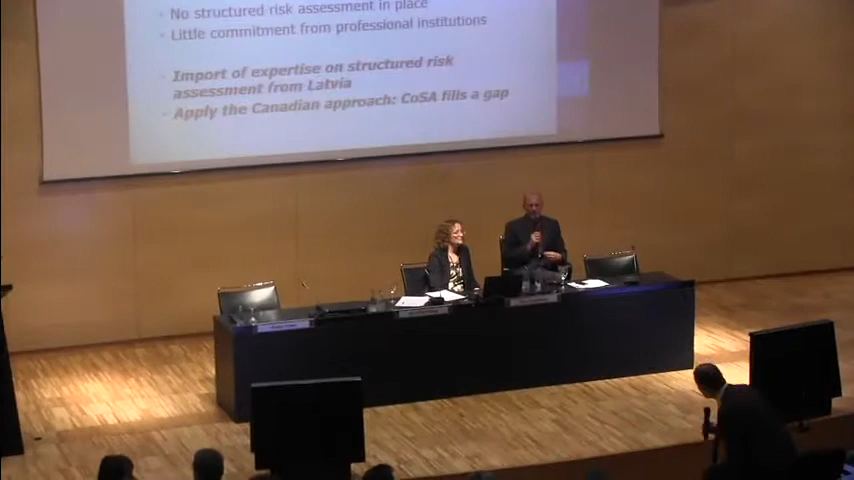 No structured risk assessment in place
Little commitment from professional institutions
Import of expertise on structured risk
assessment from Latvia
Apply the Canadian approach: CoSA fills a gap